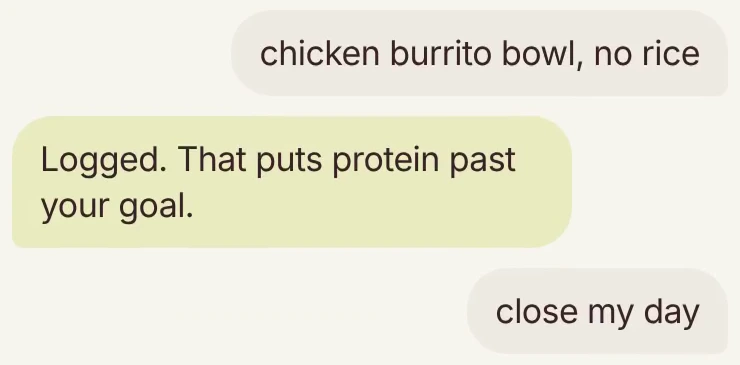 chicken burrito bowl, no rice
Logged. That puts protein past
your goal.
close my day